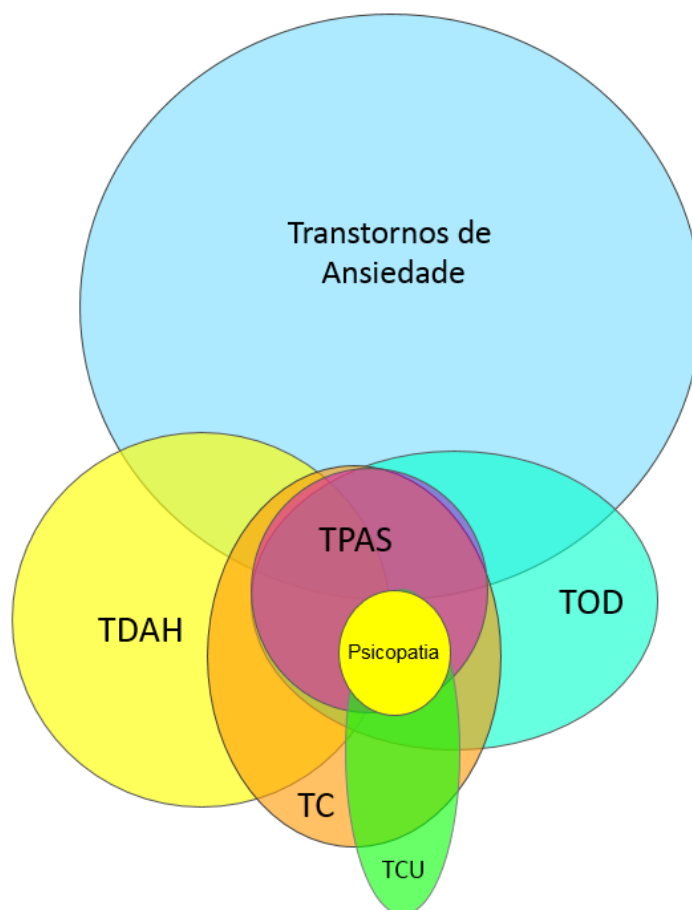 Transtornos de
Ansiedade
TPAS
TOD
TDAH
Psicopatia
TC
TCU